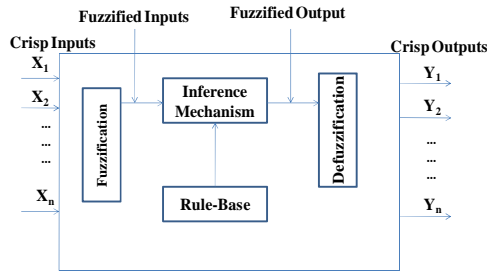 Fuzzified Inputs
Fuzzified Output
Crisp Inputs
Crisp Outputs
X1
X2
...
...
...
Xn
Fuzzification
Inference
Mechanism
Rule-Base
Defuzzification
Y1
Y2
...
...
...
Yn